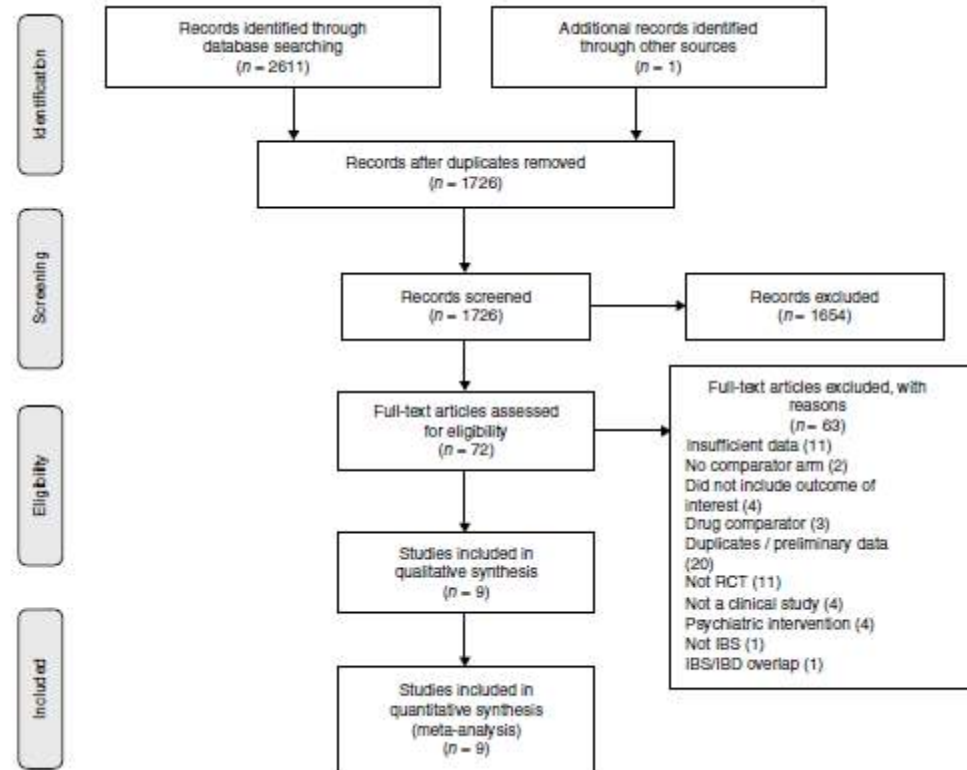 Identification
Records identified through
database searching
(n = 2611)
Additional records identified
through other sources
(n = 1)
Records after duplicates removed
(n = 1726)
Screening
Records screened
(n = 1726)
Records excluded
(n = 1654)
Eligibility
Full-text articles assessed
for eligibility
(n = 72)
Full-text articles excluded, with
reasons
(n = 63)
Insufficient data (11)
No comparator arm (2)
Did not include outcome of
interest (4)
Drug comparator (3)
Duplicates / preliminary data
(20)
Not RCT (11)
Not a clinical study (4)
Psychiatric intervention (4)
Not IBS (1)
IBS/IBD overlap (1)
Studies included in
qualitative synthesis
(n = 9)
Included
Studies included in
quantitative synthesis
(meta-analysis)
(n = 9)